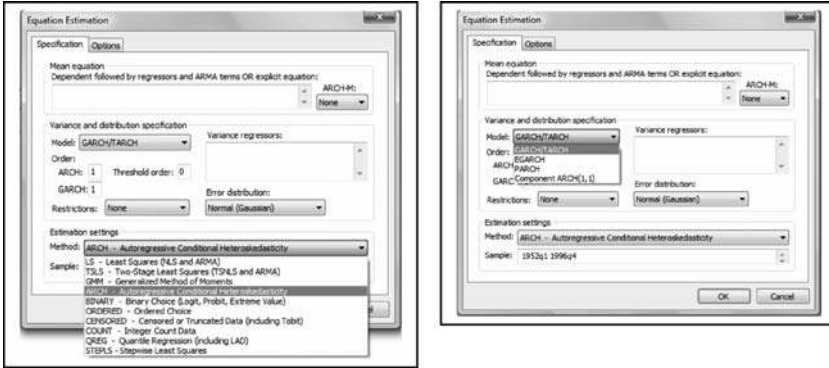 Equation Estimation
Specification Options
Mean equation
Dependent followed by regressors and ARMA terms OR explicit equation:
ARCH-M:
None
Variance and distribution specification
Model: GARCH/TARCH
Variance regressors:
Order:
ARCH: 1 Threshold order: 0
GARCH: 1
Error distribution:
Restrictions: None
Normal (Gaussian)
Estimation settings
Method: ARCH - Autoregressive Conditional Heteroskedasticity
Sample:
LS - Least Squares (NLS and ARMA)
TSLS - Two-Stage Least Squares (TSNLS and ARMA)
GMM - Generalized Method of Moments
ARCH - Autoregressive Conditional Heteroskedasticity
BINARY - Binary Choice (Logit, Probit, Extreme Value)
ORDERED - Ordered Choice
CENSORED - Censored or Truncated Data (including Tobit)
COUNT - Integer Count Data
QREG - Quantile Regression (including LAD)
STEPLS - Stepwise Least Squares
Equation Estimation
Specification Options
Mean equation
Dependent followed by regressors and ARMA terms OR explicit equation:
ARCH-M:
None
Variance and distribution specification
Model: GARCH/TARCH
Variance regressors:
Order:
GARCH/TARCH
EGARCH
ARCH
PARCH
GARC
Component ARCH(1,1)
Error distribution:
Restrictions: None
Normal (Gaussian)
Estimation settings
Method: ARCH - Autoregressive Conditional Heteroskedasticity
Sample: 1952q1 1996q4
OK Cancel